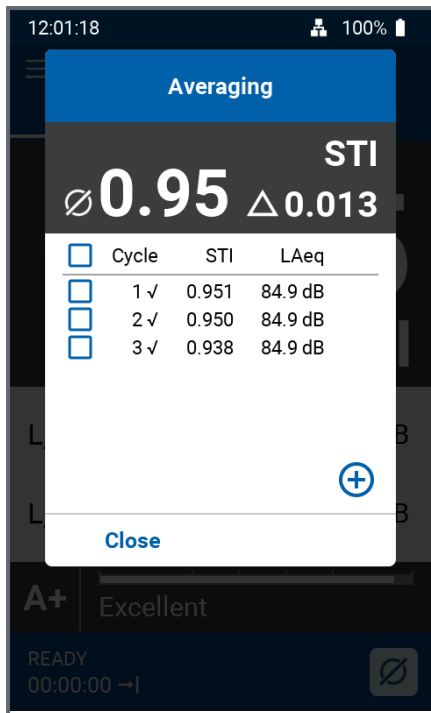 12:01:18 100%
Averaging
STI
⌀0.95 △0.013
Cycle STI LAeq
1 √ 0.951 84.9 dB
2 √ 0.950 84.9 dB
3 √ 0.938 84.9 dB
L B
L B
Close
A+ Excellent
READY
00:00:00